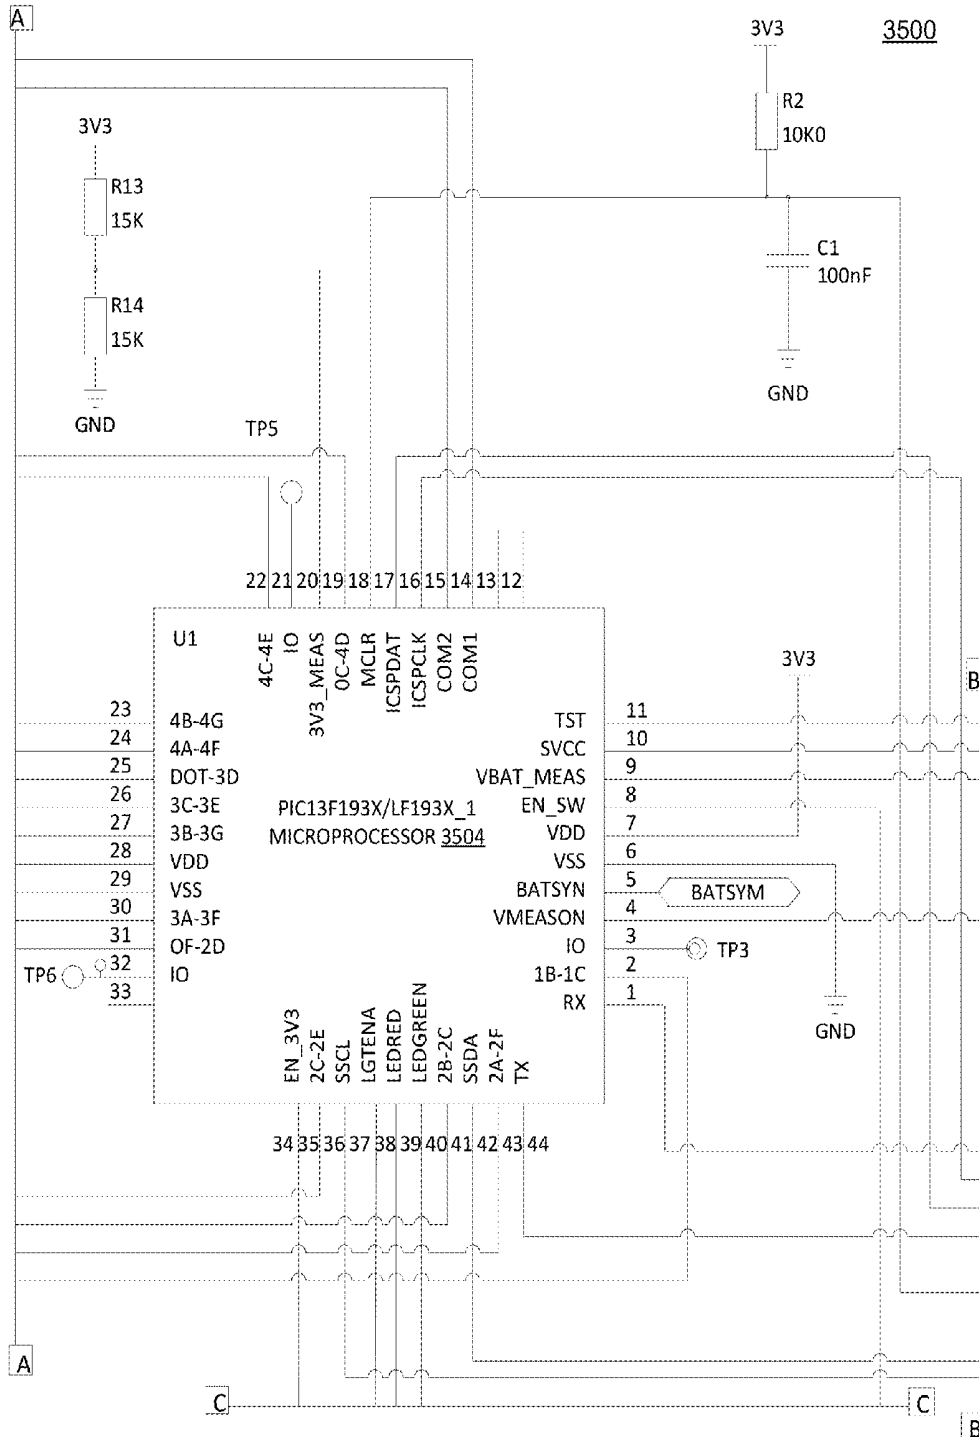 A
3500
3V3
R2
10K0
3V3
R13
15K
C1
100nF
R14
15K
GND
GND
TP5
22 21 20 19 18 17 16 15 14 13 12
U1
4C-4E
IO
3V3_MEAS
0C-4D
MCLR
ICSPDAT
ICSPCLK
COM2
COM1
3V3
B
23 4B-4G
24 4A-4F
25 DOT-3D
26 3C-3E
27 3B-3G
28 VDD
29 VSS
30 3A-3F
31 OF-2D
TP6 32 IO
33
PIC13F193X/LF193X_1
MICROPROCESSOR 3504
TST 11
SVCC 10
VBAT_MEAS 9
EN_SW 8
VDD 7
VSS 6
BATSYN 5 BATSYM
VMEASON 4
IO 3 TP3
1B-1C 2
RX 1
GND
EN_3V3
2C-2E
SSCL
LGTENA
LEDRED
LEDGREEN
2B-2C
SSDA
2A-2F
TX
34 35 36 37 38 39 40 41 42 43 44
A
C
C
B